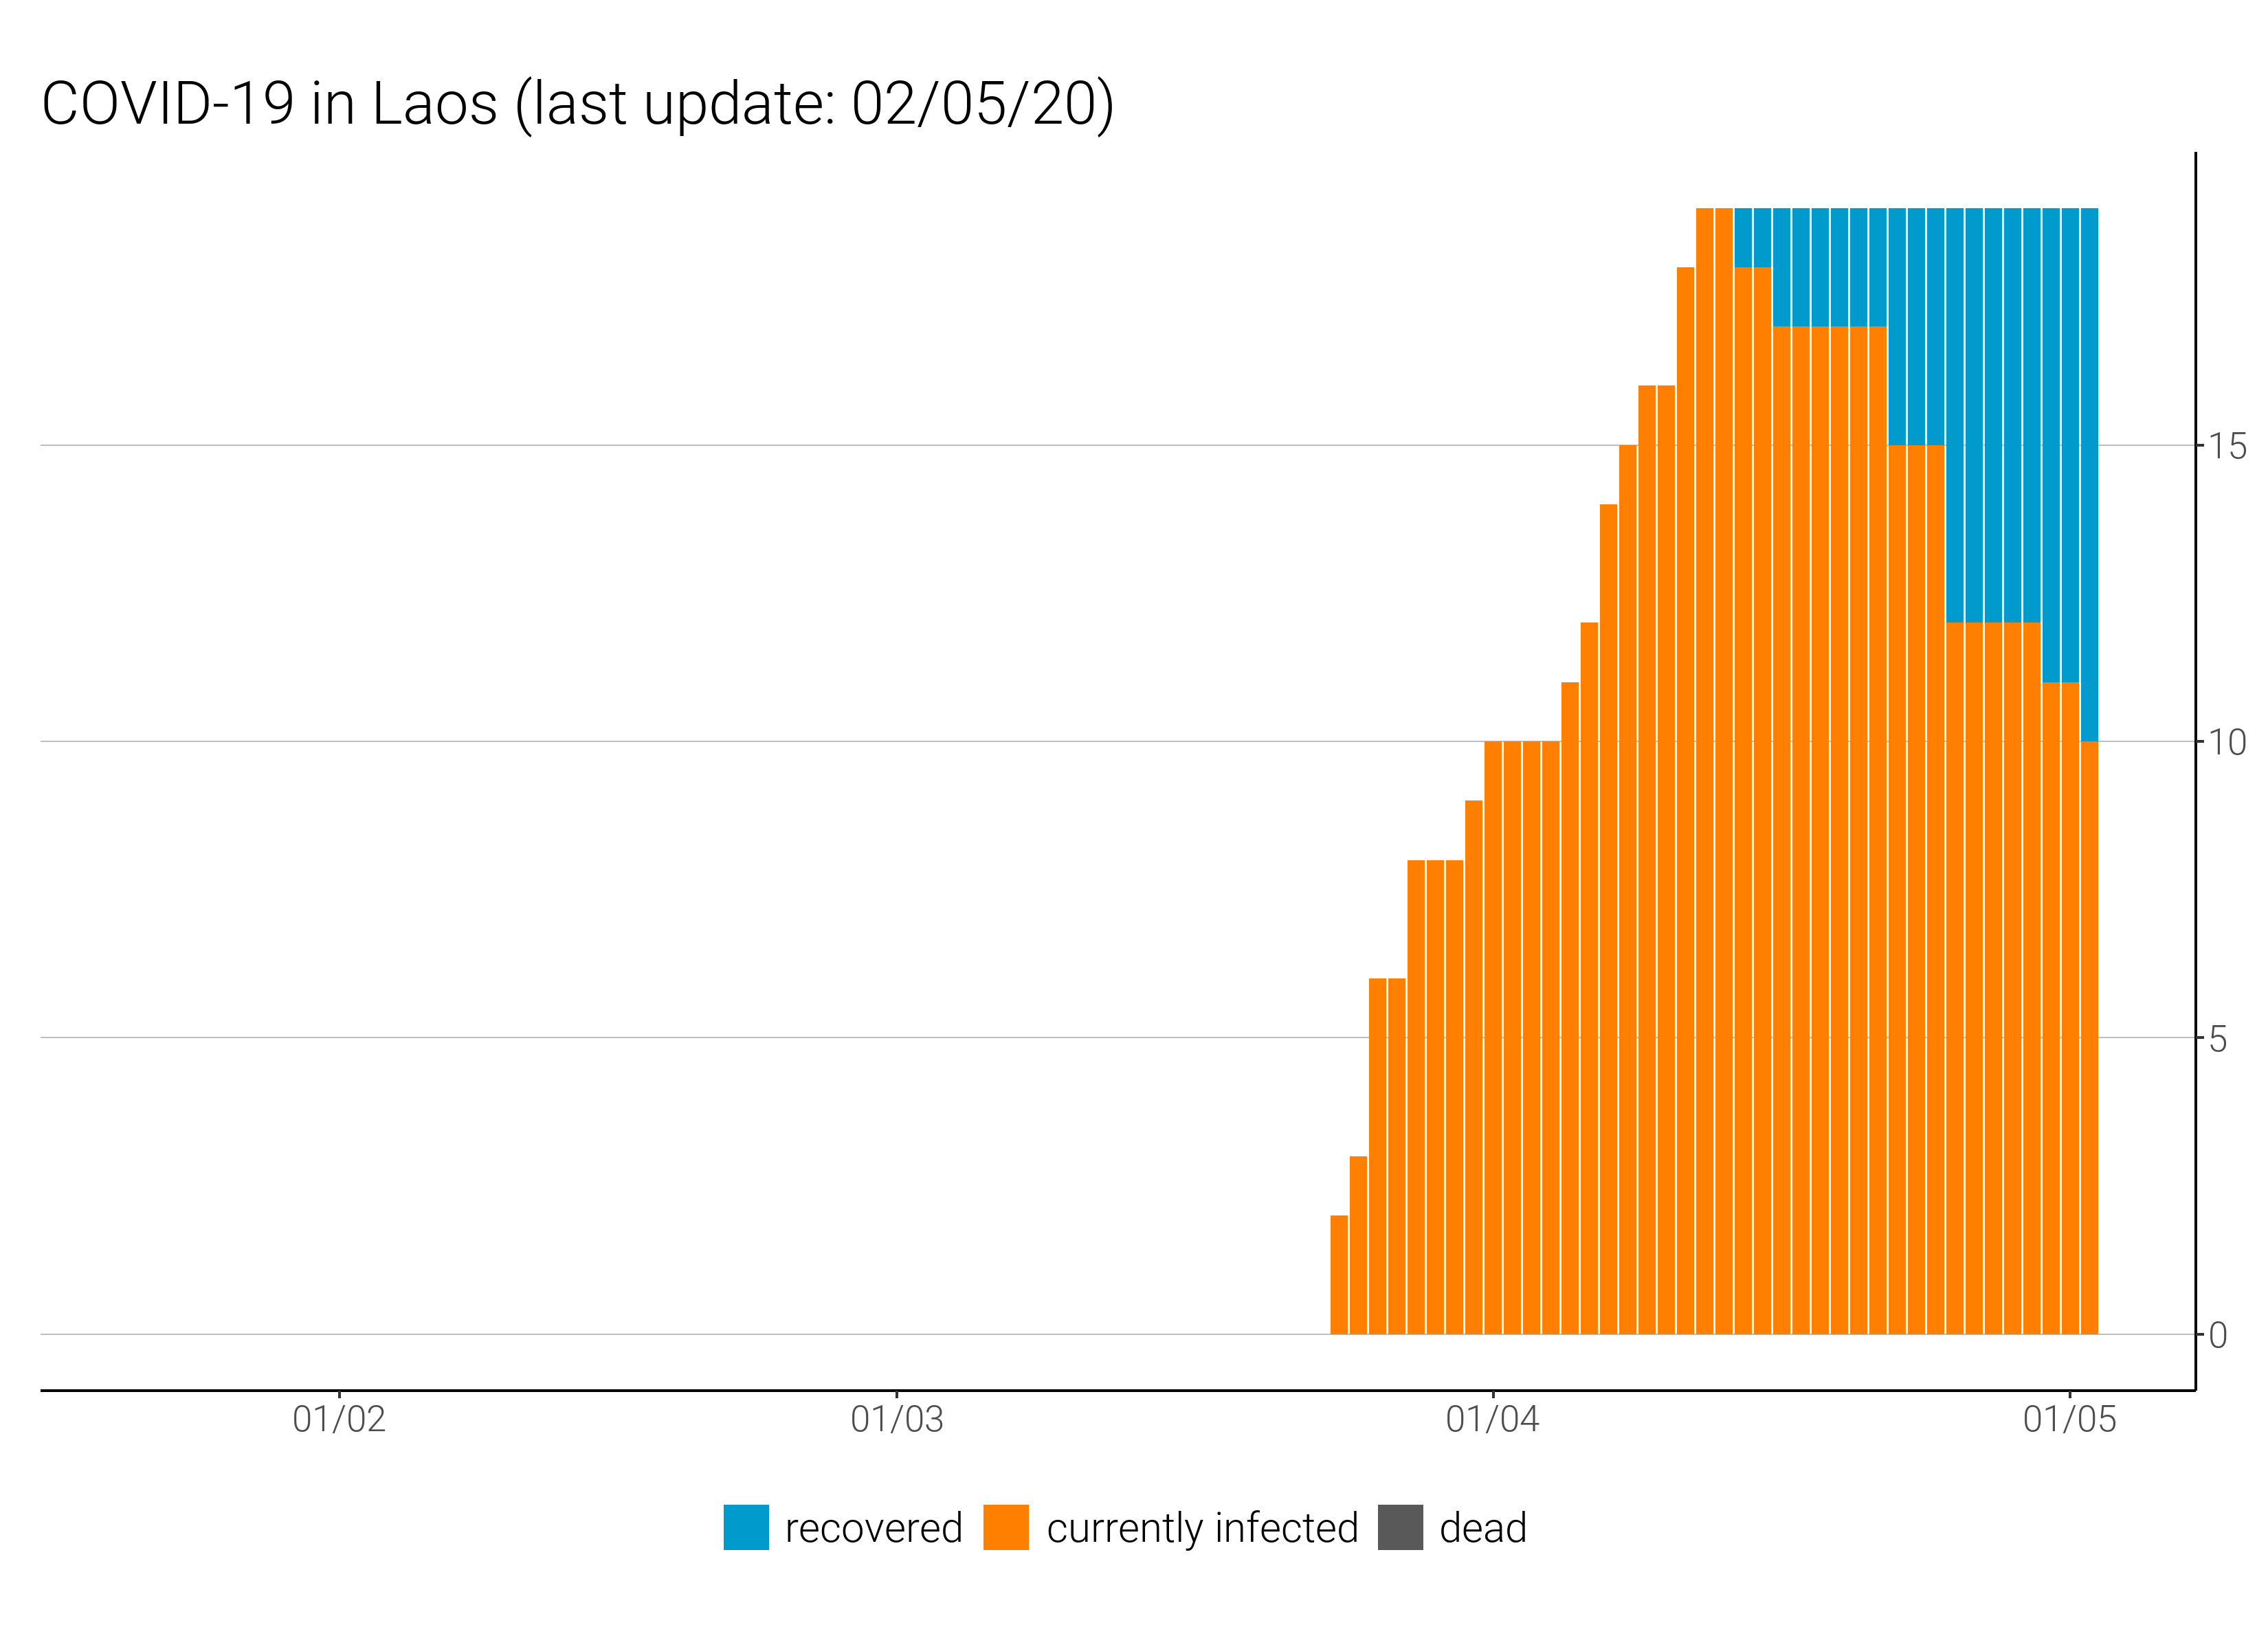 COVID-19 in Laos (last update: 02/05/20)
15
10
5
0
01/02 01/03 01/04 01/05
recovered currently infected dead